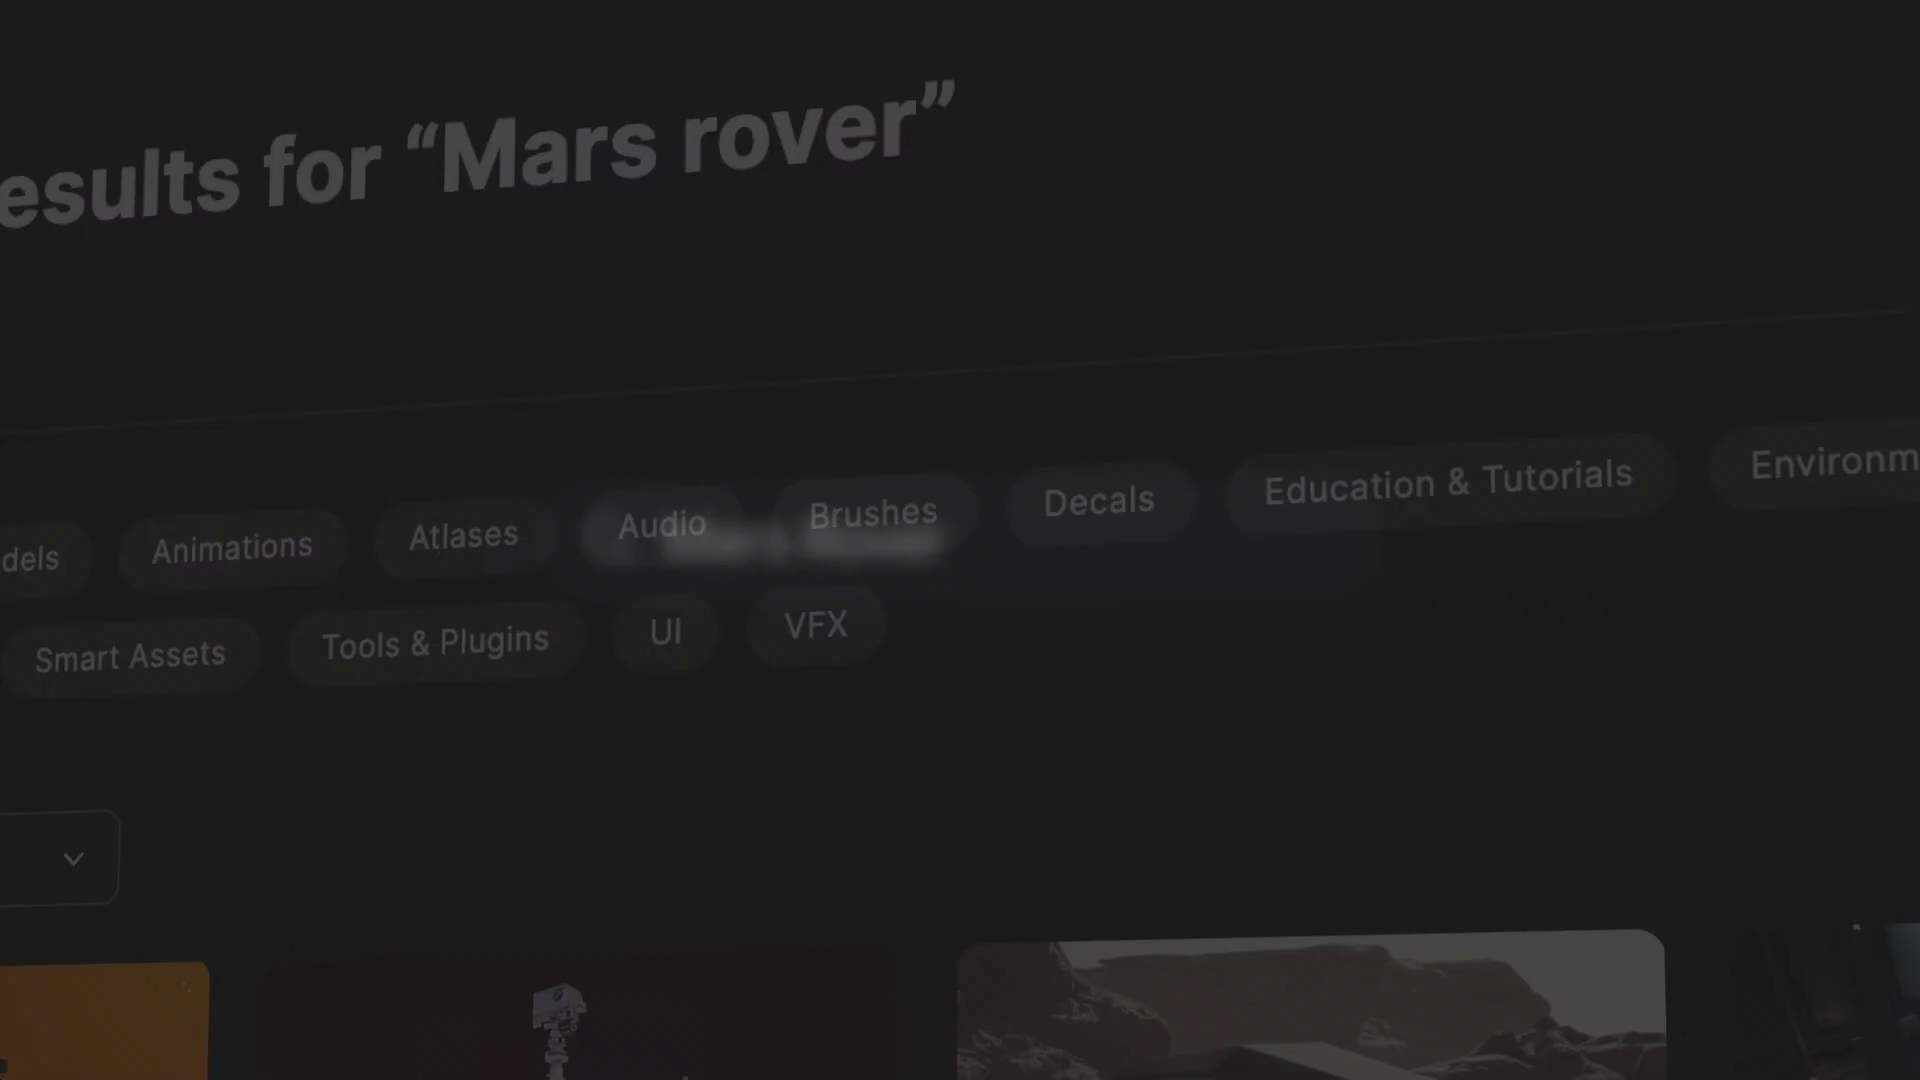 esults for “Mars rover”
dels Animations Atlases Audio Brushes Decals Education & Tutorials Environm
Smart Assets Tools & Plugins UI VFX